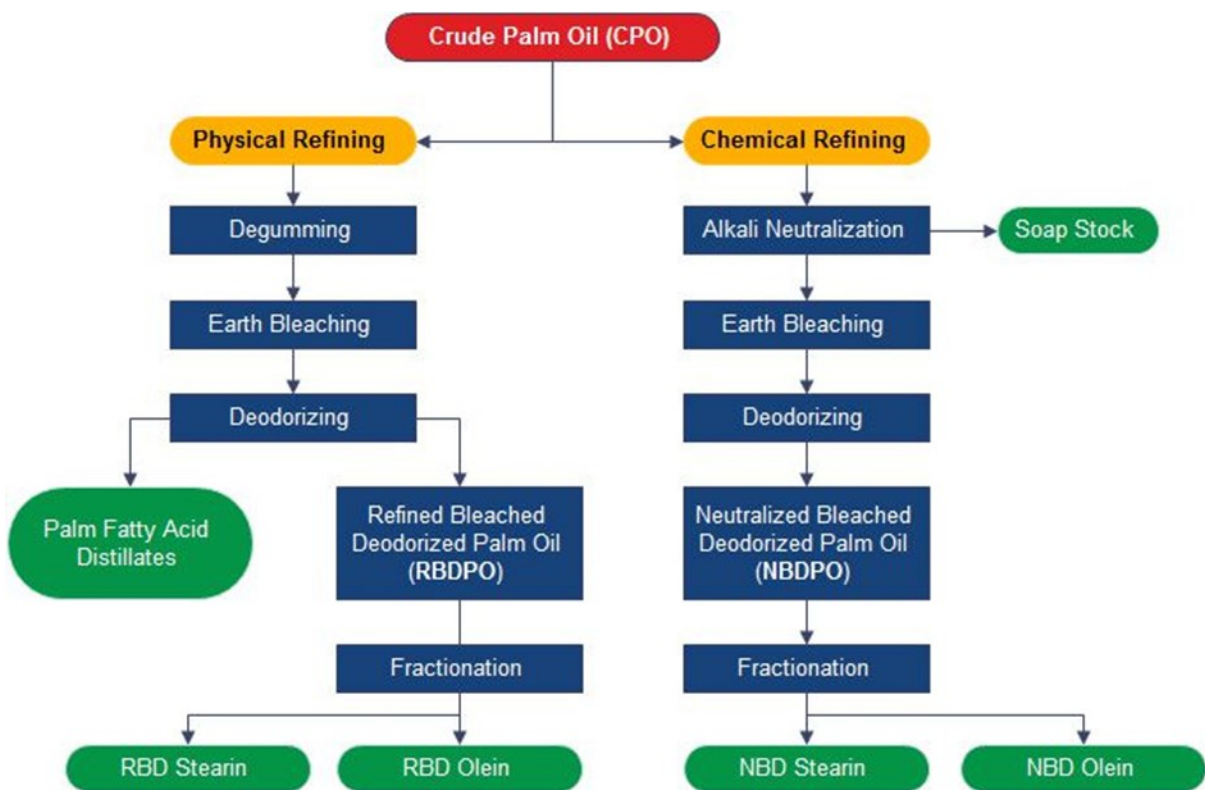 Crude Palm Oil (CPO)
Physical Refining
Chemical Refining
Degumming
Alkali Neutralization
Soap Stock
Earth Bleaching
Earth Bleaching
Deodorizing
Deodorizing
Palm Fatty Acid
Distillates
Refined Bleached
Deodorized Palm Oil
(RBDPO)
Neutralized Bleached
Deodorized Palm Oil
(NBDPO)
Fractionation
Fractionation
RBD Stearin
RBD Olein
NBD Stearin
NBD Olein